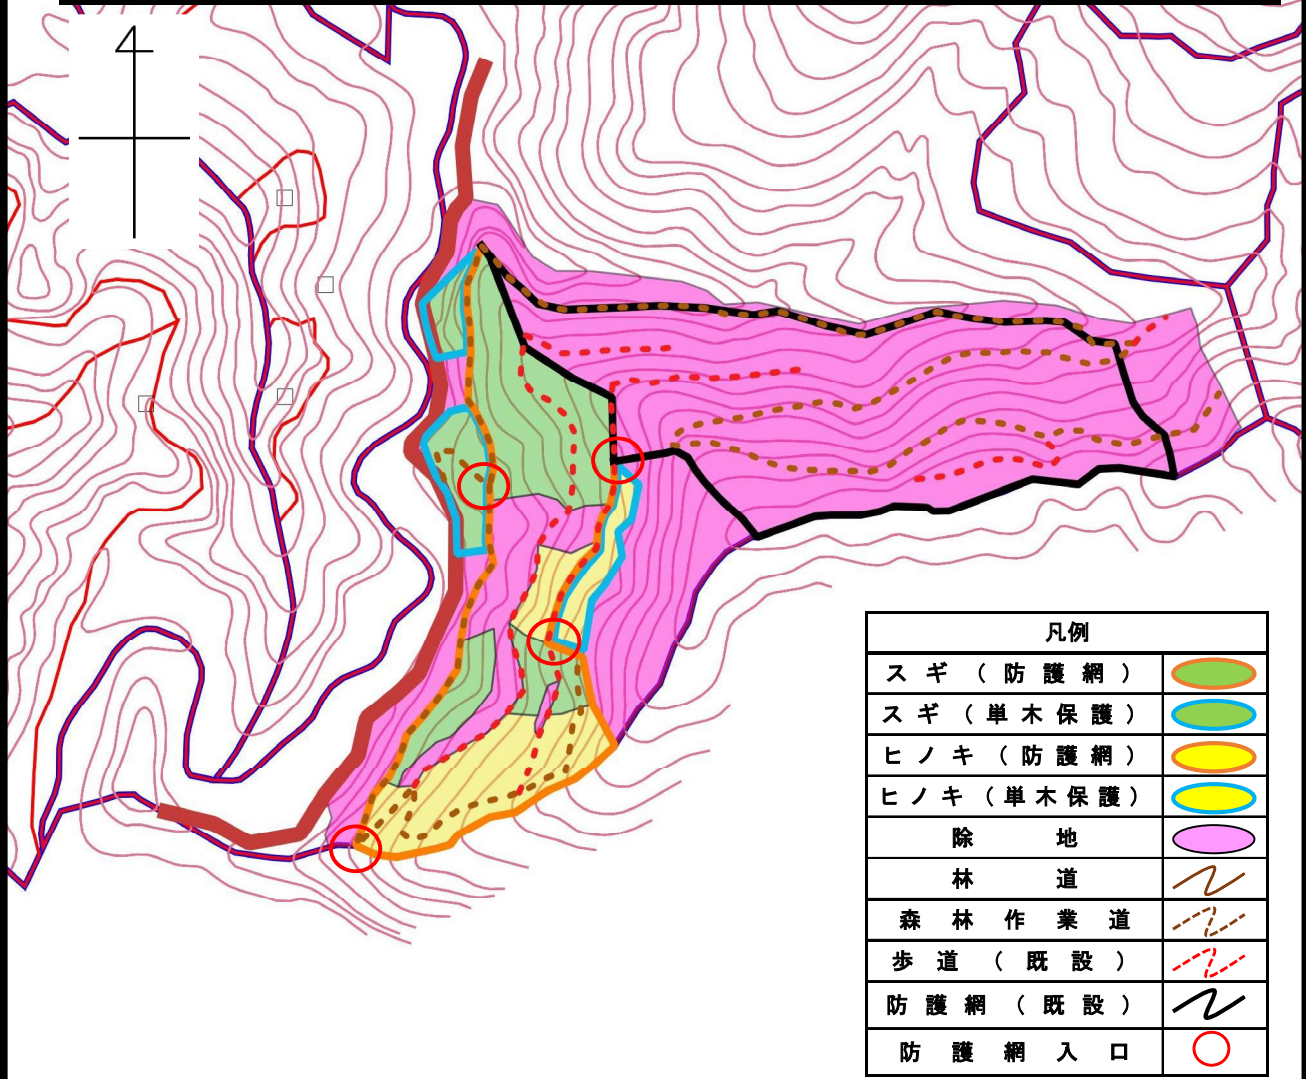 凡例
スギ（防護網）
スギ（単木保護）
ヒノキ（防護網）
ヒノキ（単木保護）
除地
林道
森林作業道
歩道（既設）
防護網（既設）
防護網入口